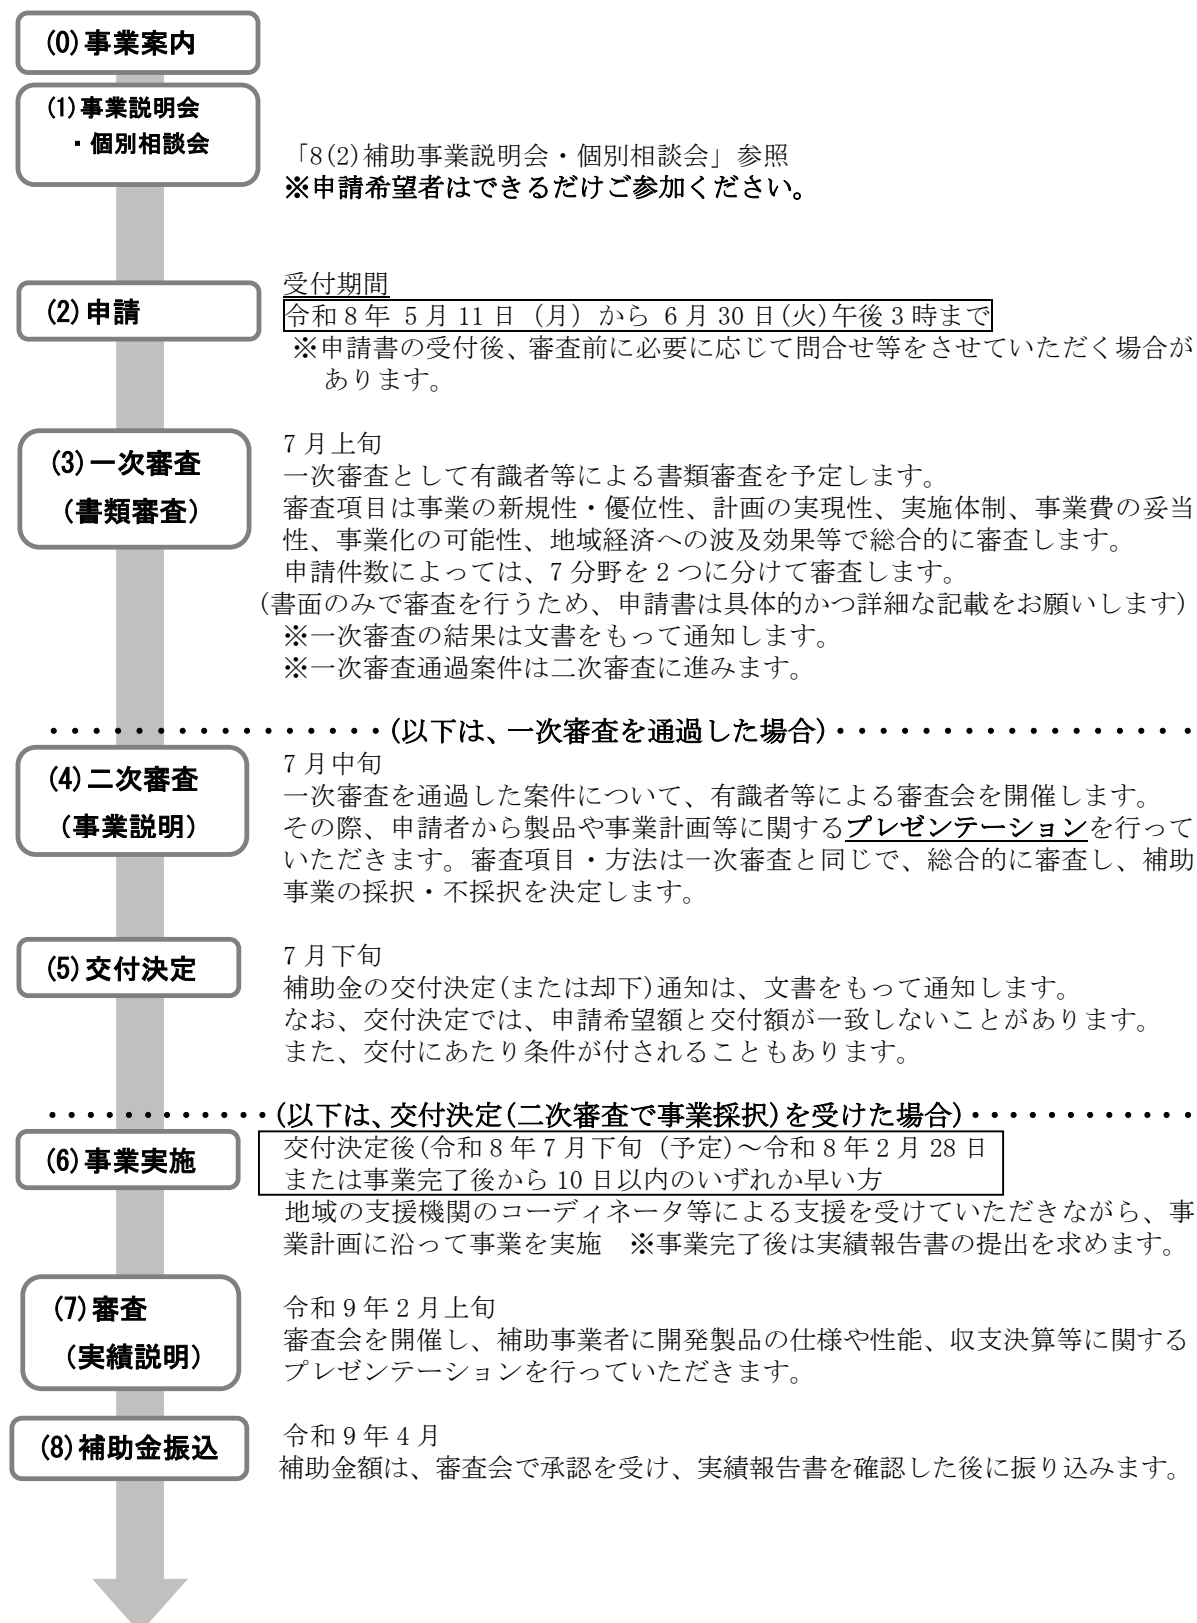 (0)事業案内
(1)事業説明会
・個別相談会
「8(2)補助事業説明会・個別相談会」参照
※申請希望者はできるだけご参加ください。
(2)申請
受付期間
令和8年 5月11日（月）から 6月30日(火)午後3時まで
※申請書の受付後、審査前に必要に応じて問合せ等をさせていただく場合が
あります。
(3)一次審査
（書類審査）
7月上旬
一次審査として有識者等による書類審査を予定します。
審査項目は事業の新規性・優位性、計画の実現性、実施体制、事業費の妥当
性、事業化の可能性、地域経済への波及効果等で総合的に審査します。
申請件数によっては、7分野を2つに分けて審査します。
(書面のみで審査を行うため、申請書は具体的かつ詳細な記載をお願いします)
※一次審査の結果は文書をもって通知します。
※一次審査通過案件は二次審査に進みます。
・・・・・・・・・・・・・・・・(以下は、一次審査を通過した場合)・・・・・・・・・・・・・・・・・
(4)二次審査
（事業説明）
7月中旬
一次審査を通過した案件について、有識者等による審査会を開催します。
その際、申請者から製品や事業計画等に関するプレゼンテーションを行って
いただきます。審査項目・方法は一次審査と同じで、総合的に審査し、補助
事業の採択・不採択を決定します。
(5)交付決定
7月下旬
補助金の交付決定(または却下)通知は、文書をもって通知します。
なお、交付決定では、申請希望額と交付額が一致しないことがあります。
また、交付にあたり条件が付されることもあります。
・・・・・・・・・・・・(以下は、交付決定(二次審査で事業採択)を受けた場合)・・・・・・・・・・・・
(6)事業実施
交付決定後(令和8年7月下旬（予定)～令和8年2月28日
または事業完了後から10日以内のいずれか早い方
地域の支援機関のコーディネータ等による支援を受けていただきながら、事
業計画に沿って事業を実施　※事業完了後は実績報告書の提出を求めます。
(7)審査
（実績説明）
令和9年2月上旬
審査会を開催し、補助事業者に開発製品の仕様や性能、収支決算等に関する
プレゼンテーションを行っていただきます。
(8)補助金振込
令和9年4月
補助金額は、審査会で承認を受け、実績報告書を確認した後に振り込みます。